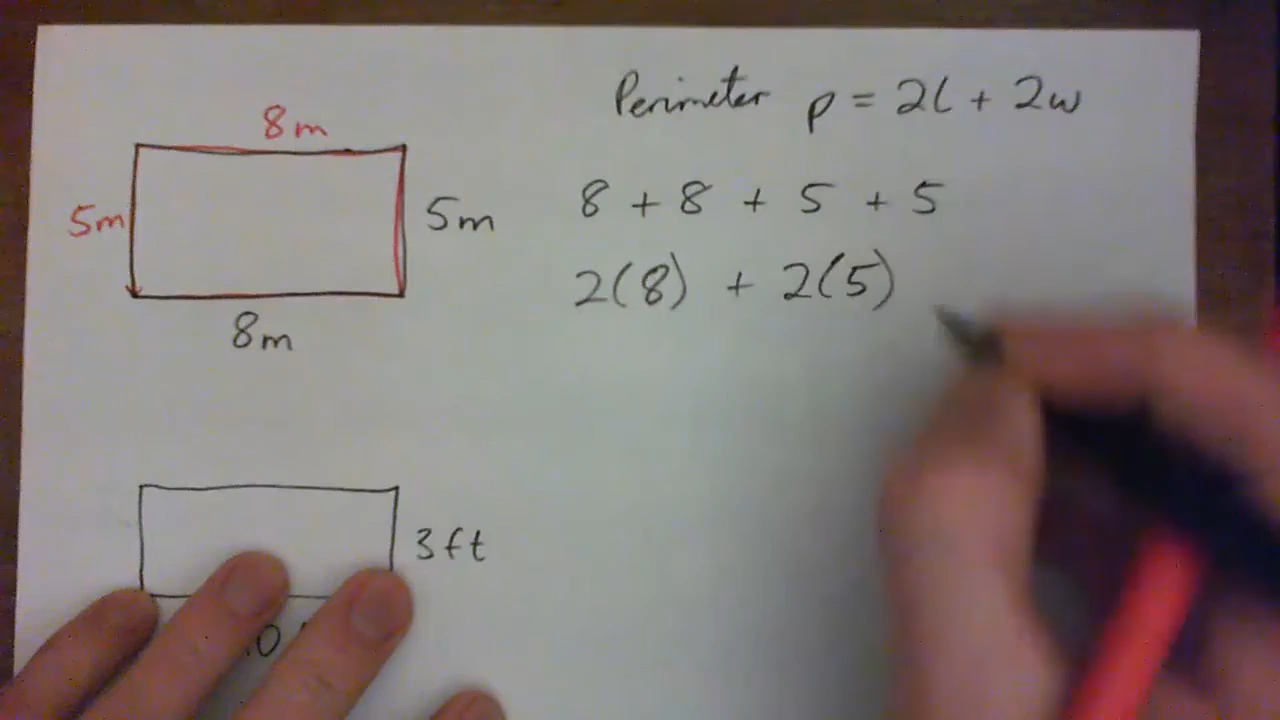 Perimeter p = 2l + 2w
8m
5m
5m
8m
8 + 8 + 5 + 5
2(8) + 2(5)
3ft